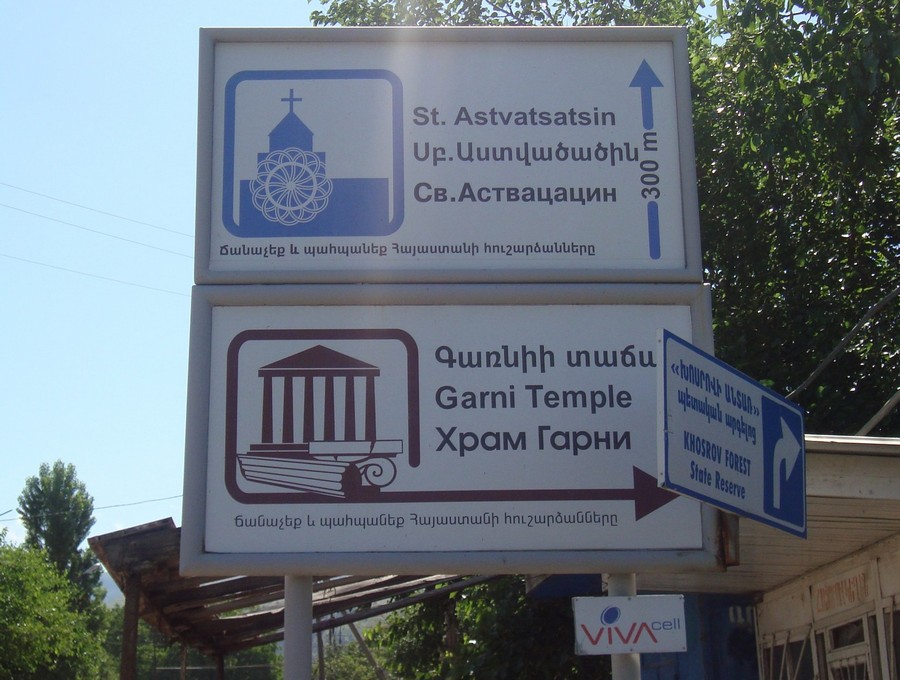 St. Astvatsatsin
Սբ.Աստվածածին
Св.Аствацацин
300 m
Ճանաչեք և պահպանեք Հայաստանի հուշարձանները
Գառնիի տաճա
Garni Temple
Храм Гарни
Ճանաչեք և պահպանեք Հայաստանի հուշարձանները
«ԽՈՍՐՈՎԻ ԱՆՏԱՌ»
պետական արգելոց
KHOSROV FOREST
State Reserve
VIVAcell